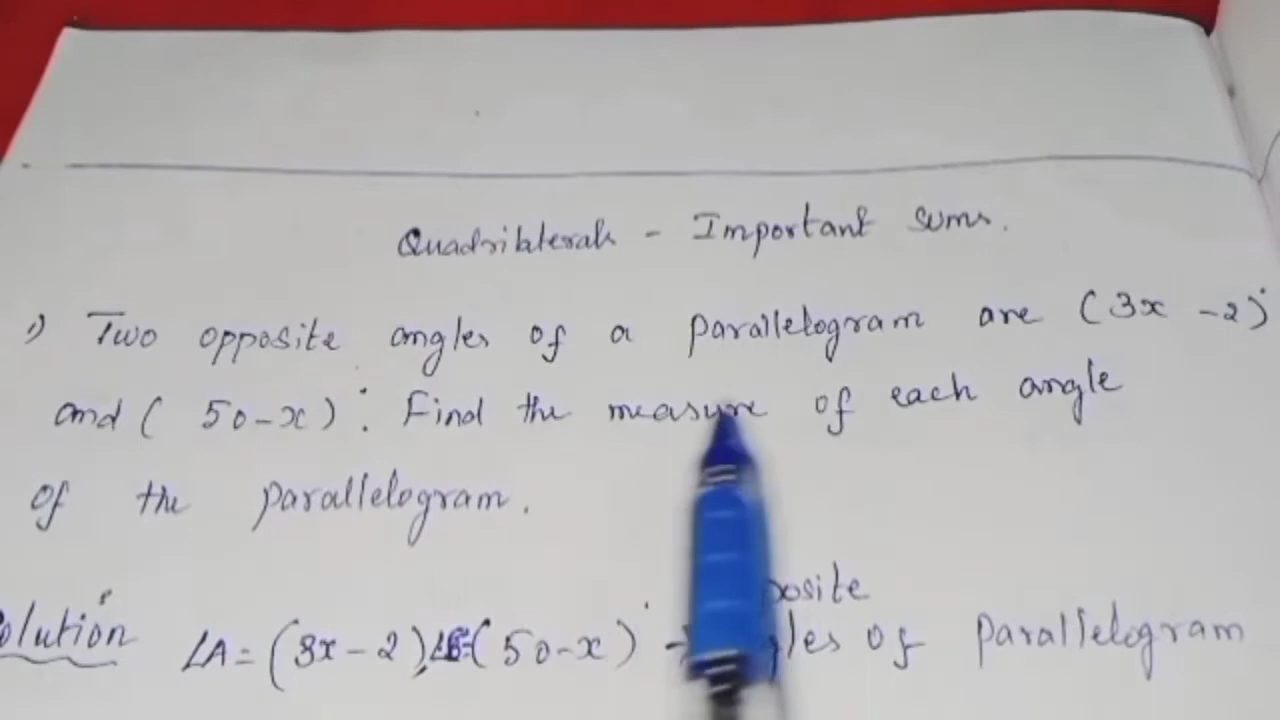 Quadrilaterals - Important sums.
1) Two opposite angles of a parallelogram are (3x - 2)°
and ( 50 - x )°. Find the measure of each angle
of the parallelogram.
olution ∠A = (3x - 2), (50 - x)° posite
les of parallelogram